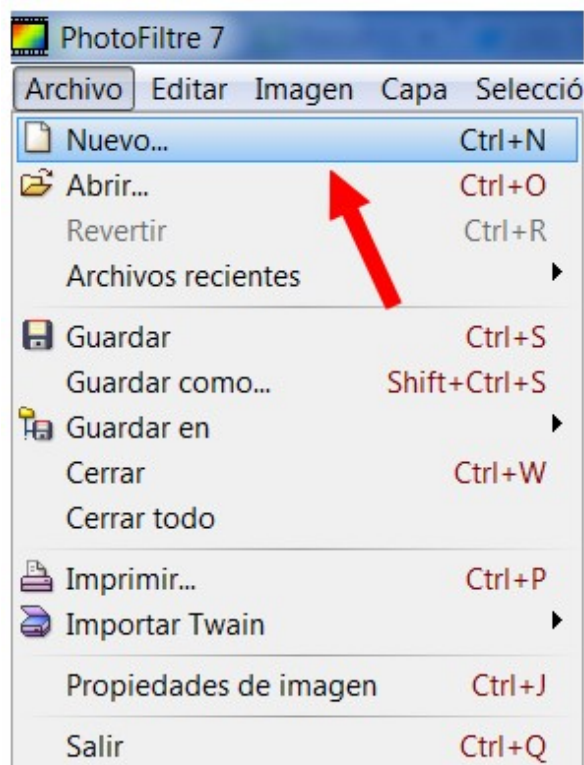 PhotoFiltre 7
Archivo Editar Imagen Capa Selecció
Nuevo... Ctrl+N
Abrir... Ctrl+O
Revertir Ctrl+R
Archivos recientes
Guardar Ctrl+S
Guardar como... Shift+Ctrl+S
Guardar en
Cerrar Ctrl+W
Cerrar todo
Imprimir... Ctrl+P
Importar Twain
Propiedades de imagen Ctrl+J
Salir Ctrl+Q